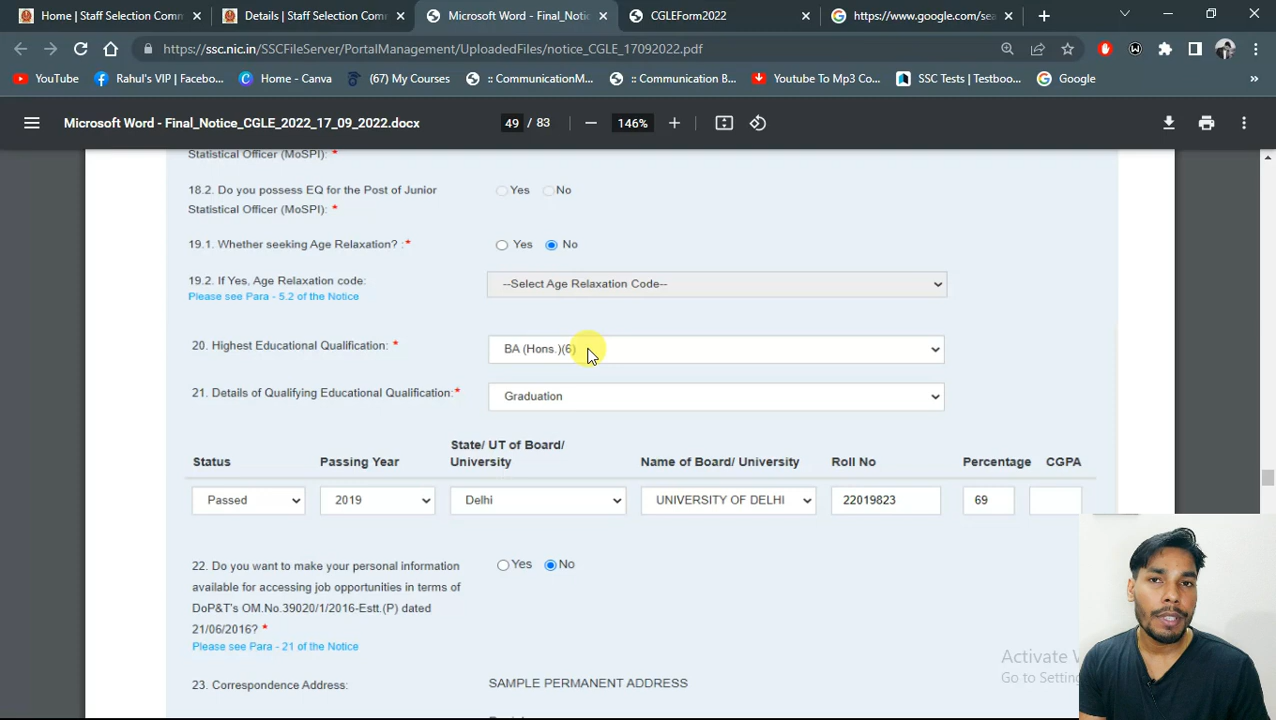 Home | Staff Selection Comm
Details | Staff Selection Comm
Microsoft Word - Final_Notic
CGLEForm2022
https://www.google.com/sea
https://ssc.nic.in/SSCFileServer/PortalManagement/UploadedFiles/notice_CGLE_17092022.pdf
YouTube
Rahul's VIP | Facebo...
Home - Canva
(67) My Courses
:: CommunicationM...
:: Communication B...
Youtube To Mp3 Co...
SSC Tests | Testboo...
Google
Microsoft Word - Final_Notice_CGLE_2022_17_09_2022.docx
49 / 83
146%
Statistical Officer (MoSPI): *
18.2. Do you possess EQ for the Post of Junior
Statistical Officer (MoSPI): *
Yes No
19.1. Whether seeking Age Relaxation? : *
Yes No
19.2. If Yes, Age Relaxation code:
Please see Para - 5.2 of the Notice
--Select Age Relaxation Code--
20. Highest Educational Qualification: *
BA (Hons.)(6)
21. Details of Qualifying Educational Qualification:*
Graduation
Status
Passing Year
State/ UT of Board/
University
Name of Board/ University
Roll No
Percentage
CGPA
Passed
2019
Delhi
UNIVERSITY OF DELHI
22019823
69
22. Do you want to make your personal information
available for accessing job opportunities in terms of
DoP&T's OM.No.39020/1/2016-Estt.(P) dated
21/06/2016? *
Yes No
Please see Para - 21 of the Notice
23. Correspondence Address:
SAMPLE PERMANENT ADDRESS
Activate
Go to Setting